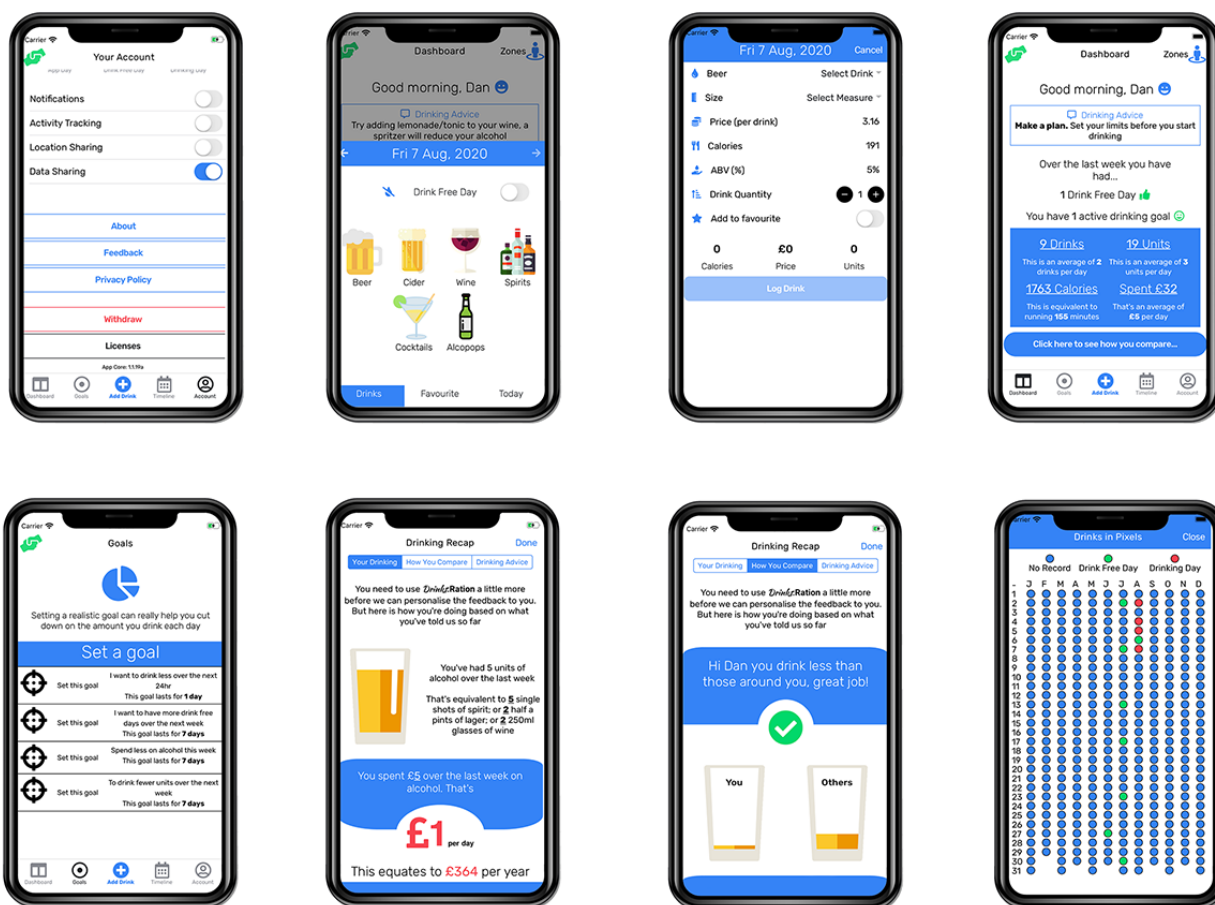 Carrier
Your Account
App Day
Drink Free Day
Drinking Day
Notifications
Activity Tracking
Location Sharing
Data Sharing
About
Feedback
Privacy Policy
Withdraw
Licenses
App Core: 1.1.19a
Dashboard
Goals
Add Drink
Timeline
Account
Carrier
Dashboard
Zones
Good morning, Dan
Drinking Advice
Try adding lemonade/tonic to your wine, a
spritzer will reduce your alcohol
Fri 7 Aug, 2020
Drink Free Day
Beer
Cider
Wine
Spirits
Cocktails
Alcopops
Drinks
Favourite
Today
Carrier
Fri 7 Aug, 2020
Cancel
Beer
Select Drink
Size
Select Measure
Price (per drink)
3.16
Calories
191
ABV (%)
5%
Drink Quantity
1
Add to favourite
0
£0
0
Calories
Price
Units
Log Drink
Carrier
Dashboard
Zones
Good morning, Dan
Drinking Advice
Make a plan. Set your limits before you start
drinking
Over the last week you have
had...
1 Drink Free Day
You have 1 active drinking goal
9 Drinks
This is an average of 2
drinks per day
19 Units
This is an average of 3
units per day
1763 Calories
This is equivalent to
running 155 minutes
Spent £32
That's an average of
£5 per day
Click here to see how you compare...
Dashboard
Goals
Add Drink
Timeline
Account
Carrier
Goals
Setting a realistic goal can really help you cut
down on the amount you drink each day
Set a goal
Set this goal
I want to drink less over the next
24hr
This goal lasts for 1 day
Set this goal
I want to have more drink free
days over the next week
This goal lasts for 7 days
Set this goal
Spend less on alcohol this week
This goal lasts for 7 days
Set this goal
To drink fewer units over the next
week
This goal lasts for 7 days
Dashboard
Goals
Add Drink
Timeline
Account
Carrier
Drinking Recap
Done
Your Drinking
How You Compare
Drinking Advice
You need to use Drinks:Ration a little more
before we can personalise the feedback to you.
But here is how you're doing based on what
you've told us so far
You've had 5 units of
alcohol over the last week
That's equivalent to 5 single
shots of spirit; or 2 half a
pints of lager; or 2 250ml
glasses of wine
You spent £5 over the last week on
alcohol. That's
£1 per day
This equates to £364 per year
Carrier
Drinking Recap
Done
Your Drinking
How You Compare
Drinking Advice
You need to use Drinks:Ration a little more
before we can personalise the feedback to you.
But here is how you're doing based on what
you've told us so far
Hi Dan you drink less than
those around you, great job!
You
Others
Carrier
Drinks in Pixels
Close
No Record
Drink Free Day
Drinking Day
- J F M A M J J A S O N D
1
2
3
4
5
6
7
8
9
10
11
12
13
14
15
16
17
18
19
20
21
22
23
24
25
26
27
28
29
30
31